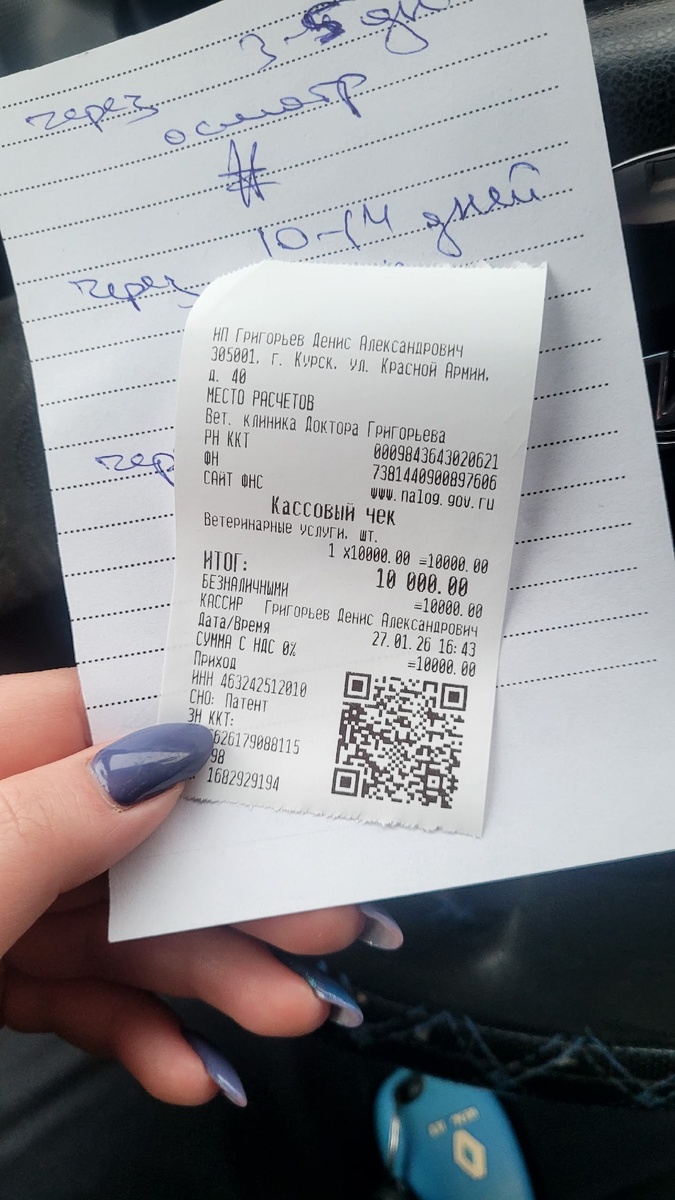 через 3-5 дн
осмотр
#
через 10-14 дней
чер
ИП Григорьев Денис Александрович
305001, г. Курск, ул. Красной Армии,
д. 40
МЕСТО РАСЧЕТОВ
Вет. клиника Доктора Григорьева
РН ККТ 0009843643020621
ФН 7381440900897606
САЙТ ФНС www.nalog.gov.ru
Кассовый чек
Ветеринарные услуги, шт.
1 х10000.00 =10000.00
ИТОГ: 10 000.00
БЕЗНАЛИЧНЫМИ =10000.00
КАССИР Григорьев Денис Александрович
Дата/Время 27.01.26 16:43
СУММА С НДС 0% =10000.00
Приход
ИНН 463242512010
СНО: Патент
ЗН ККТ:
626179088115
98
1682929194